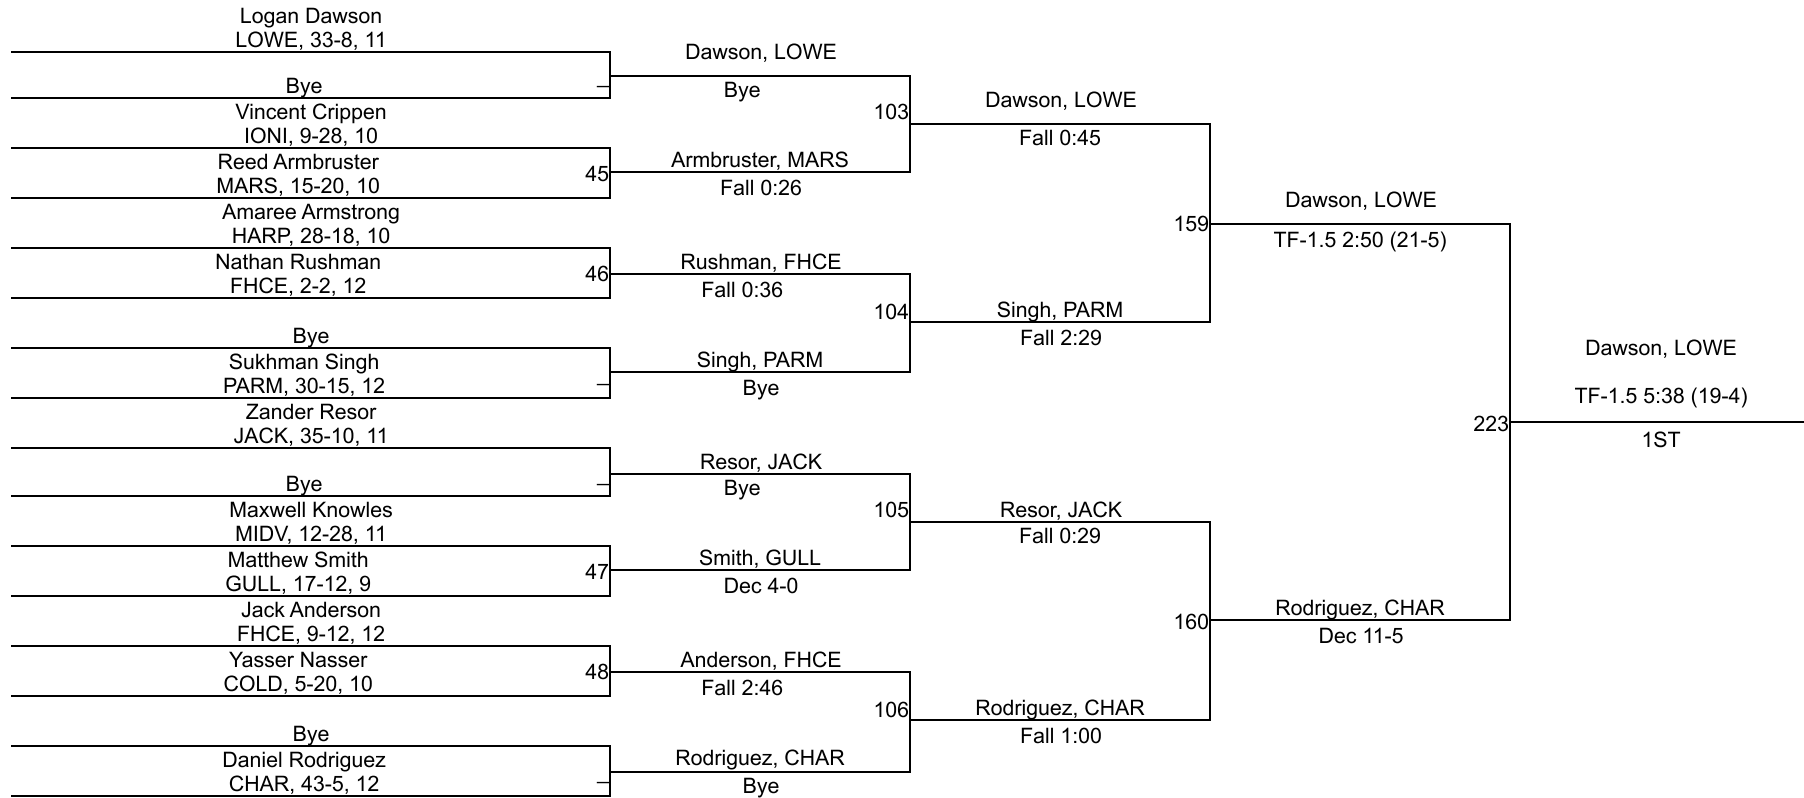 Logan Dawson
LOWE, 33-8, 11
Bye
Vincent Crippen
IONI, 9-28, 10
Reed Armbruster
MARS, 15-20, 10
Amaree Armstrong
HARP, 28-18, 10
Nathan Rushman
FHCE, 2-2, 12
Bye
Sukhman Singh
PARM, 30-15, 12
Zander Resor
JACK, 35-10, 11
Bye
Maxwell Knowles
MIDV, 12-28, 11
Matthew Smith
GULL, 17-12, 9
Jack Anderson
FHCE, 9-12, 12
Yasser Nasser
COLD, 5-20, 10
Bye
Daniel Rodriguez
CHAR, 43-5, 12
45
46
47
48
Dawson, LOWE
Bye
Armbruster, MARS
Fall 0:26
Rushman, FHCE
Fall 0:36
Singh, PARM
Bye
Resor, JACK
Bye
Smith, GULL
Dec 4-0
Anderson, FHCE
Fall 2:46
Rodriguez, CHAR
Bye
103
104
105
106
Dawson, LOWE
Fall 0:45
Singh, PARM
Fall 2:29
Resor, JACK
Fall 0:29
Rodriguez, CHAR
Fall 1:00
159
160
Dawson, LOWE
TF-1.5 2:50 (21-5)
Rodriguez, CHAR
Dec 11-5
223
Dawson, LOWE
TF-1.5 5:38 (19-4)
1ST